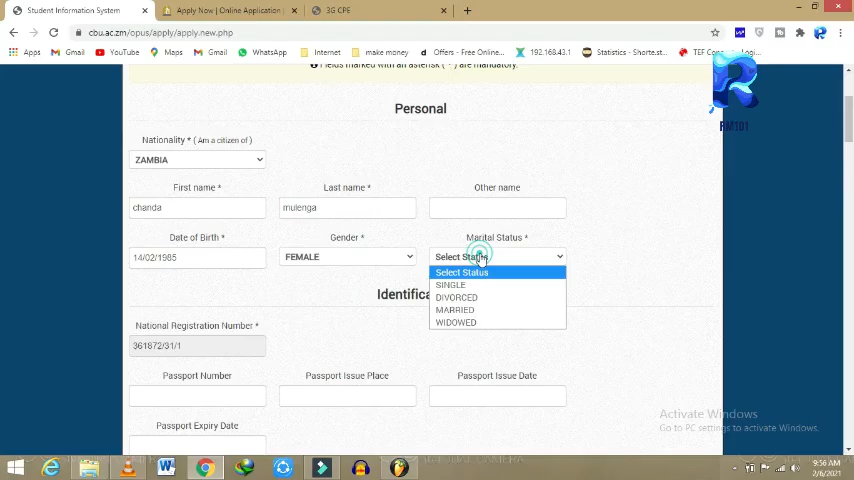 Student Information System
Apply Now | Online Application
3G CPE
cbu.ac.zm/opus/apply/apply.new.php
Apps Gmail YouTube Maps Gmail WhatsApp Internet make money Offers - Free Online... 192.168.43.1 Statistics - Shorte.st...
Fields marked with an asterisk ( * ) are mandatory.
RM101
Personal
Nationality * ( Am a citizen of )
ZAMBIA
First name * Last name * Other name
chanda mulenga
Date of Birth * Gender * Marital Status *
14/02/1985 FEMALE Select Status
Select Status
SINGLE
DIVORCED
MARRIED
WIDOWED
National Registration Number *
361872/31/1
Passport Number Passport Issue Place Passport Issue Date
Passport Expiry Date
Activate Windows
Go to PC settings to activate Windows.
9:56 AM
2/6/2021